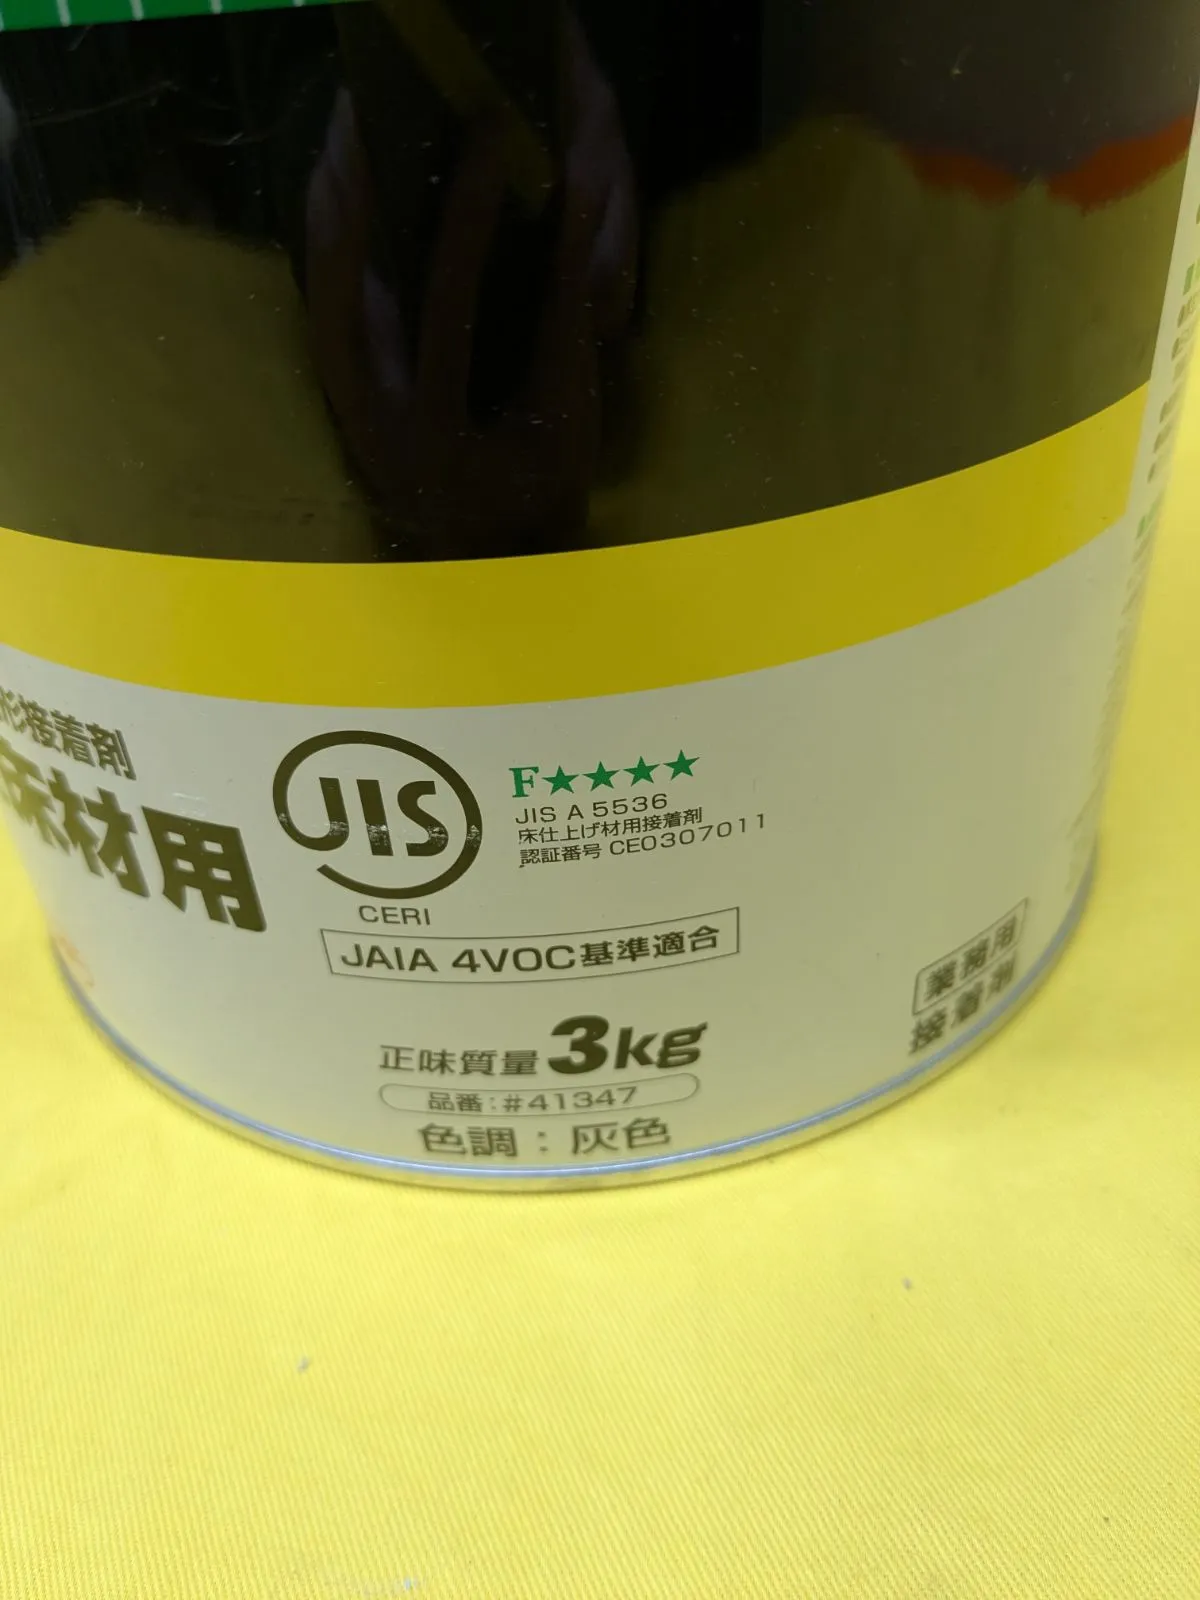 形接着剤
床材用
JIS
CERI
F★★★★
JIS A 5536
床仕上げ材用接着剤
認証番号 CE0307011
JAIA 4VOC基準適合
正味質量 3kg
品番:#41347
色調:灰色
業務用
接着剤